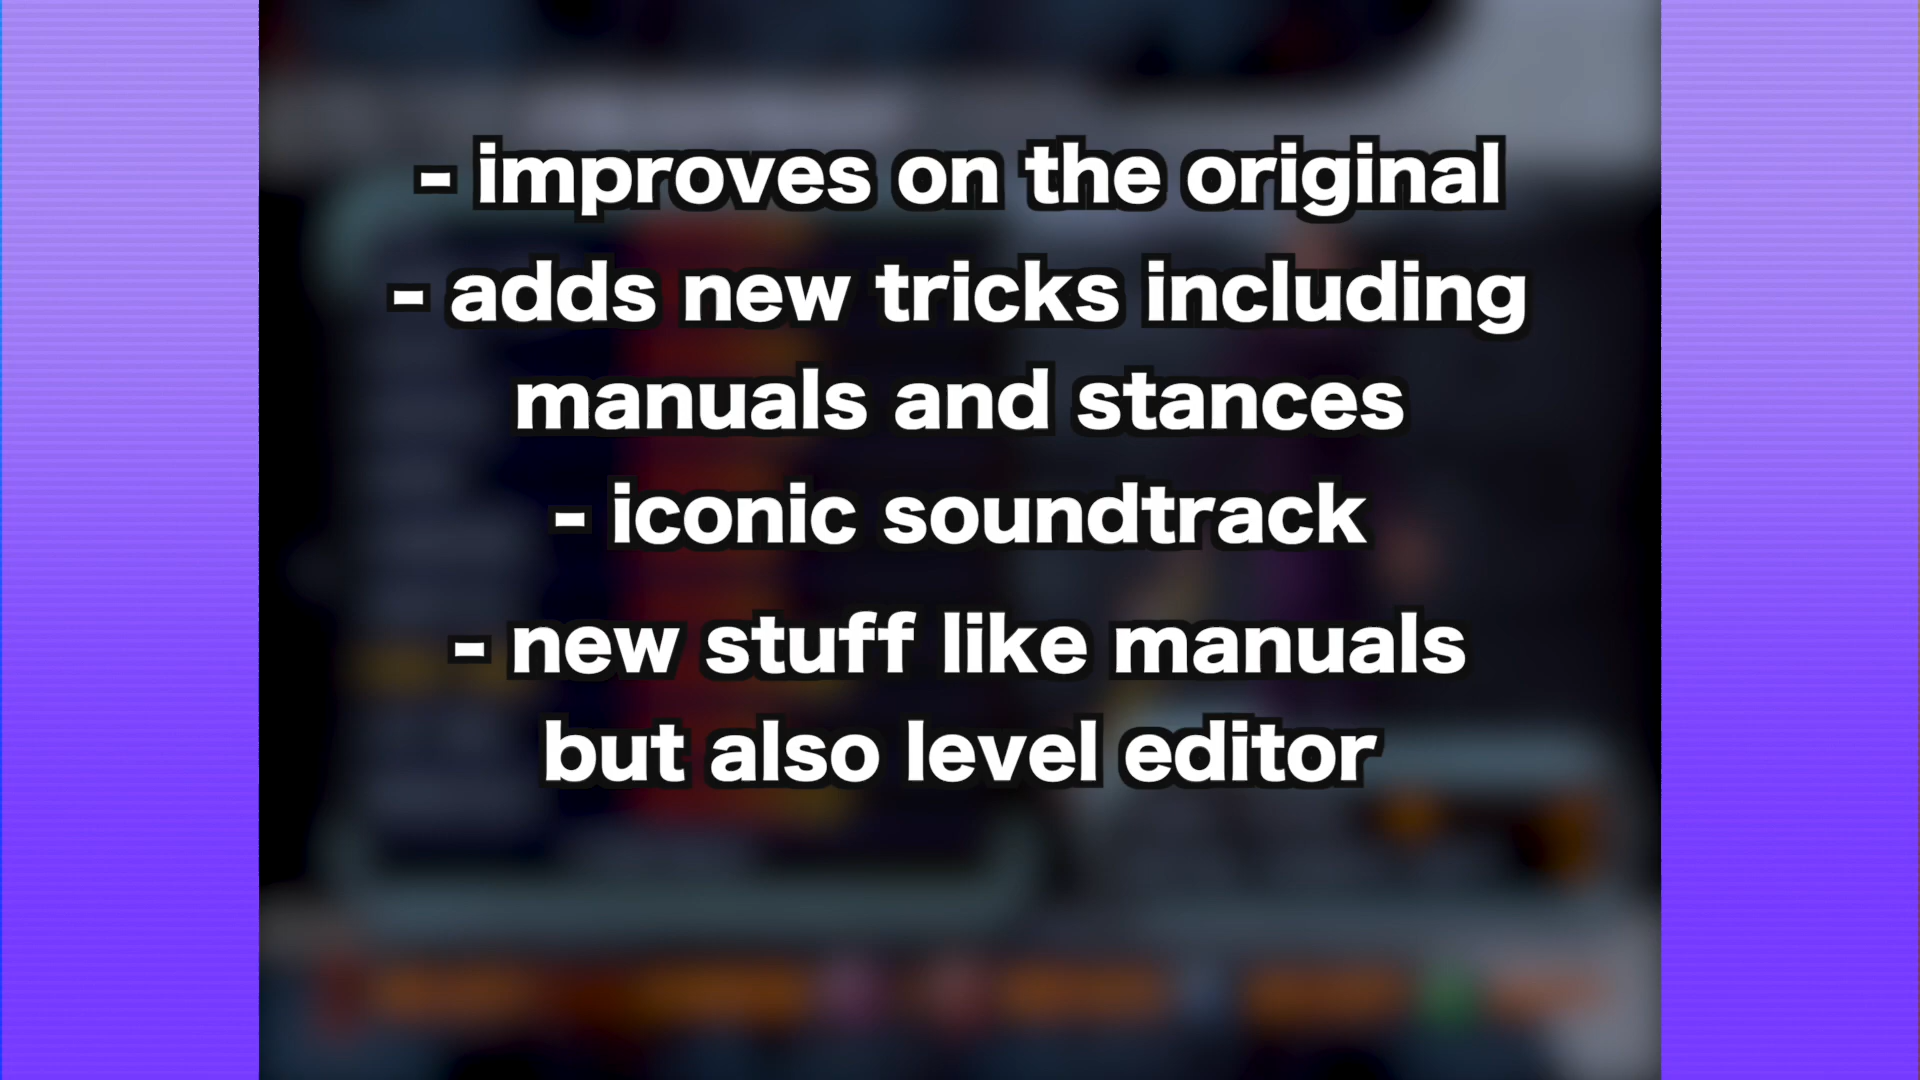 - improves on the original
- adds new tricks including
manuals and stances
- iconic soundtrack
- new stuff like manuals
but also level editor